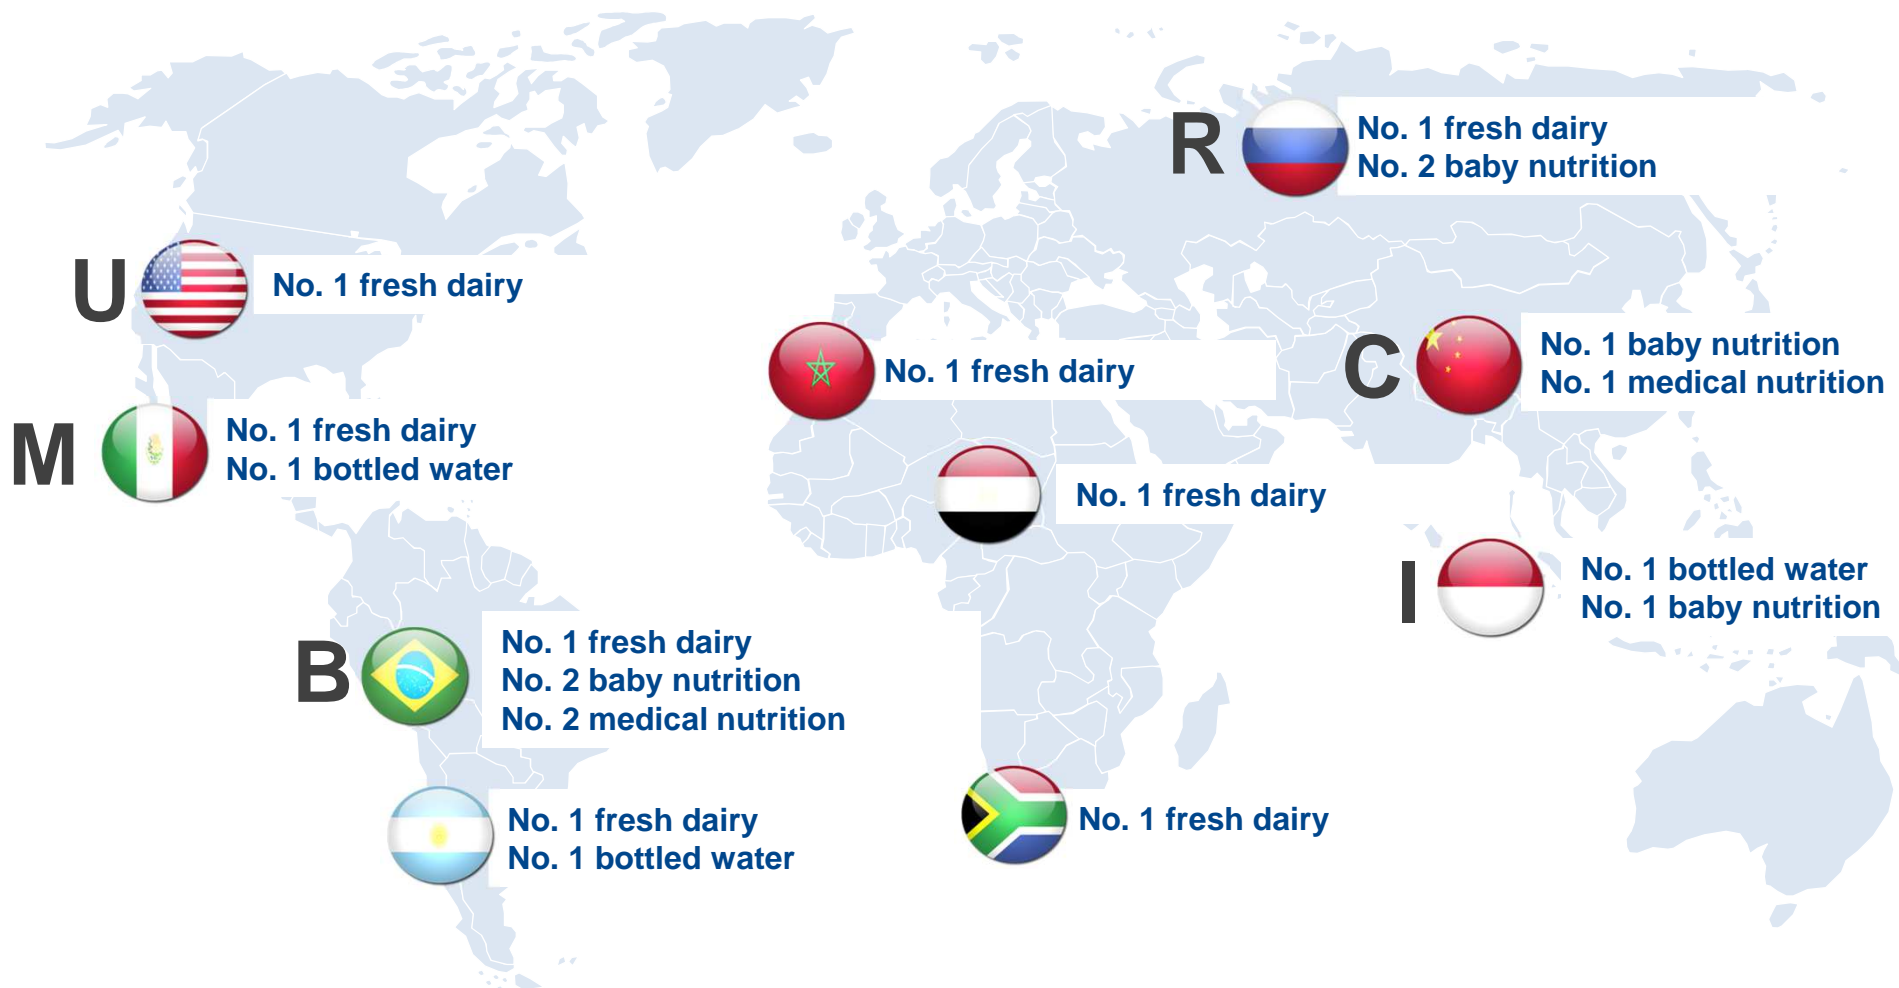 R
No. 1 fresh dairy
No. 2 baby nutrition
U
No. 1 fresh dairy
No. 1 fresh dairy
C
No. 1 baby nutrition
No. 1 medical nutrition
M
No. 1 fresh dairy
No. 1 bottled water
No. 1 fresh dairy
I
No. 1 bottled water
No. 1 baby nutrition
B
No. 1 fresh dairy
No. 2 baby nutrition
No. 2 medical nutrition
No. 1 fresh dairy
No. 1 bottled water
No. 1 fresh dairy